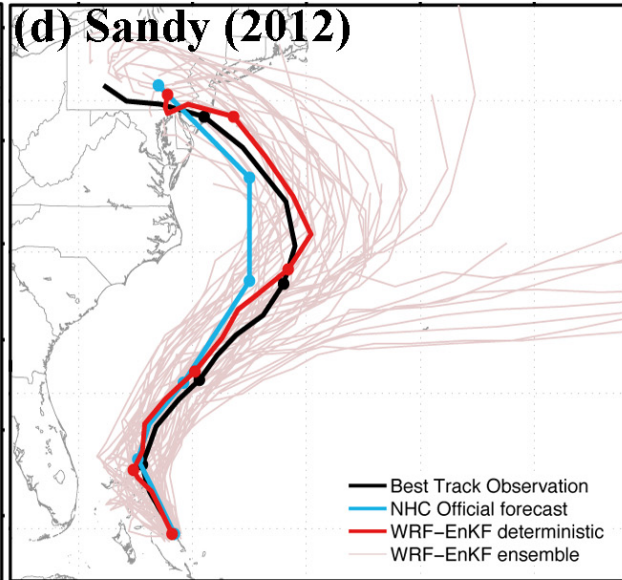 (d) Sandy (2012)
Best Track Observation
NHC Official forecast
WRF−EnKF deterministic
WRF−EnKF ensemble